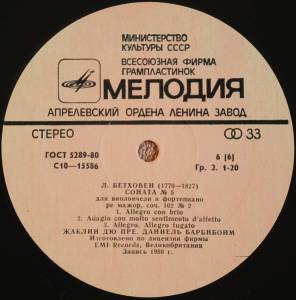 МИНИСТЕРСТВО
КУЛЬТУРЫ СССР
ВСЕСОЮЗНАЯ ФИРМА
ГРАМПЛАСТИНОК
МЕЛОДИЯ
АПРЕЛЕВСКИЙ ОРДЕНА ЛЕНИНА ЗАВОД
СТЕРЕО 33
ГОСТ 5289-80 6 [6]
С10—15586 Гр. 2. 1-20
Л. БЕТХОВЕН (1770—1827)
СОНАТА № 5
для виолончели и фортепиано
ре мажор, соч. 102 № 2
1. Allegro con brio
2. Adagio con molto sentimento d'affetto
3. Allegro. Allegro fugato
ЖАКЛИН ДЮ ПРЕ, ДАНИЕЛЬ БАРЕНБОЙМ
Изготовлено по лицензии фирмы
EMI Records, Великобритания
Запись 1980 г.